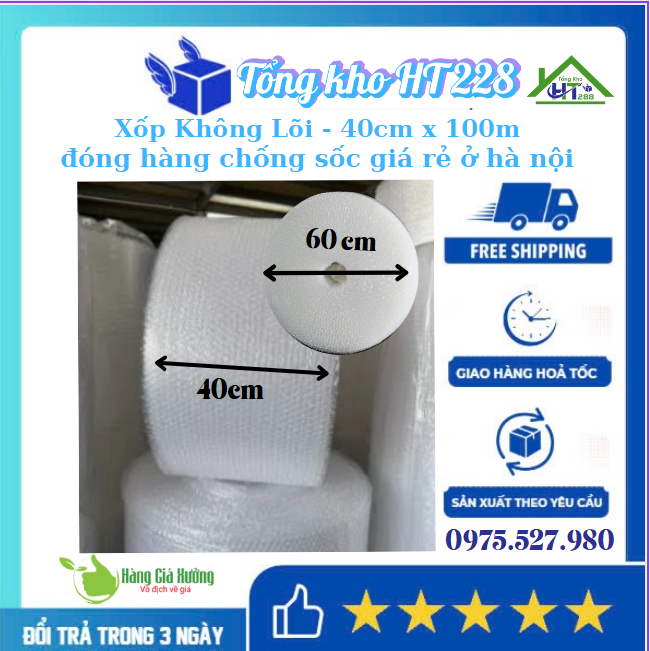 Tổng kho HT228
Tổng Kho
HT
288
Xốp Không Lõi - 40cm x 100m
đóng hàng chống sốc giá rẻ ở hà nội
60 cm
40cm
FREE SHIPPING
GIAO HÀNG HOẢ TỐC
SẢN XUẤT THEO YÊU CẦU
0975.527.980
Hàng Giá Xưởng
Vô địch về giá
ĐỔI TRẢ TRONG 3 NGÀY